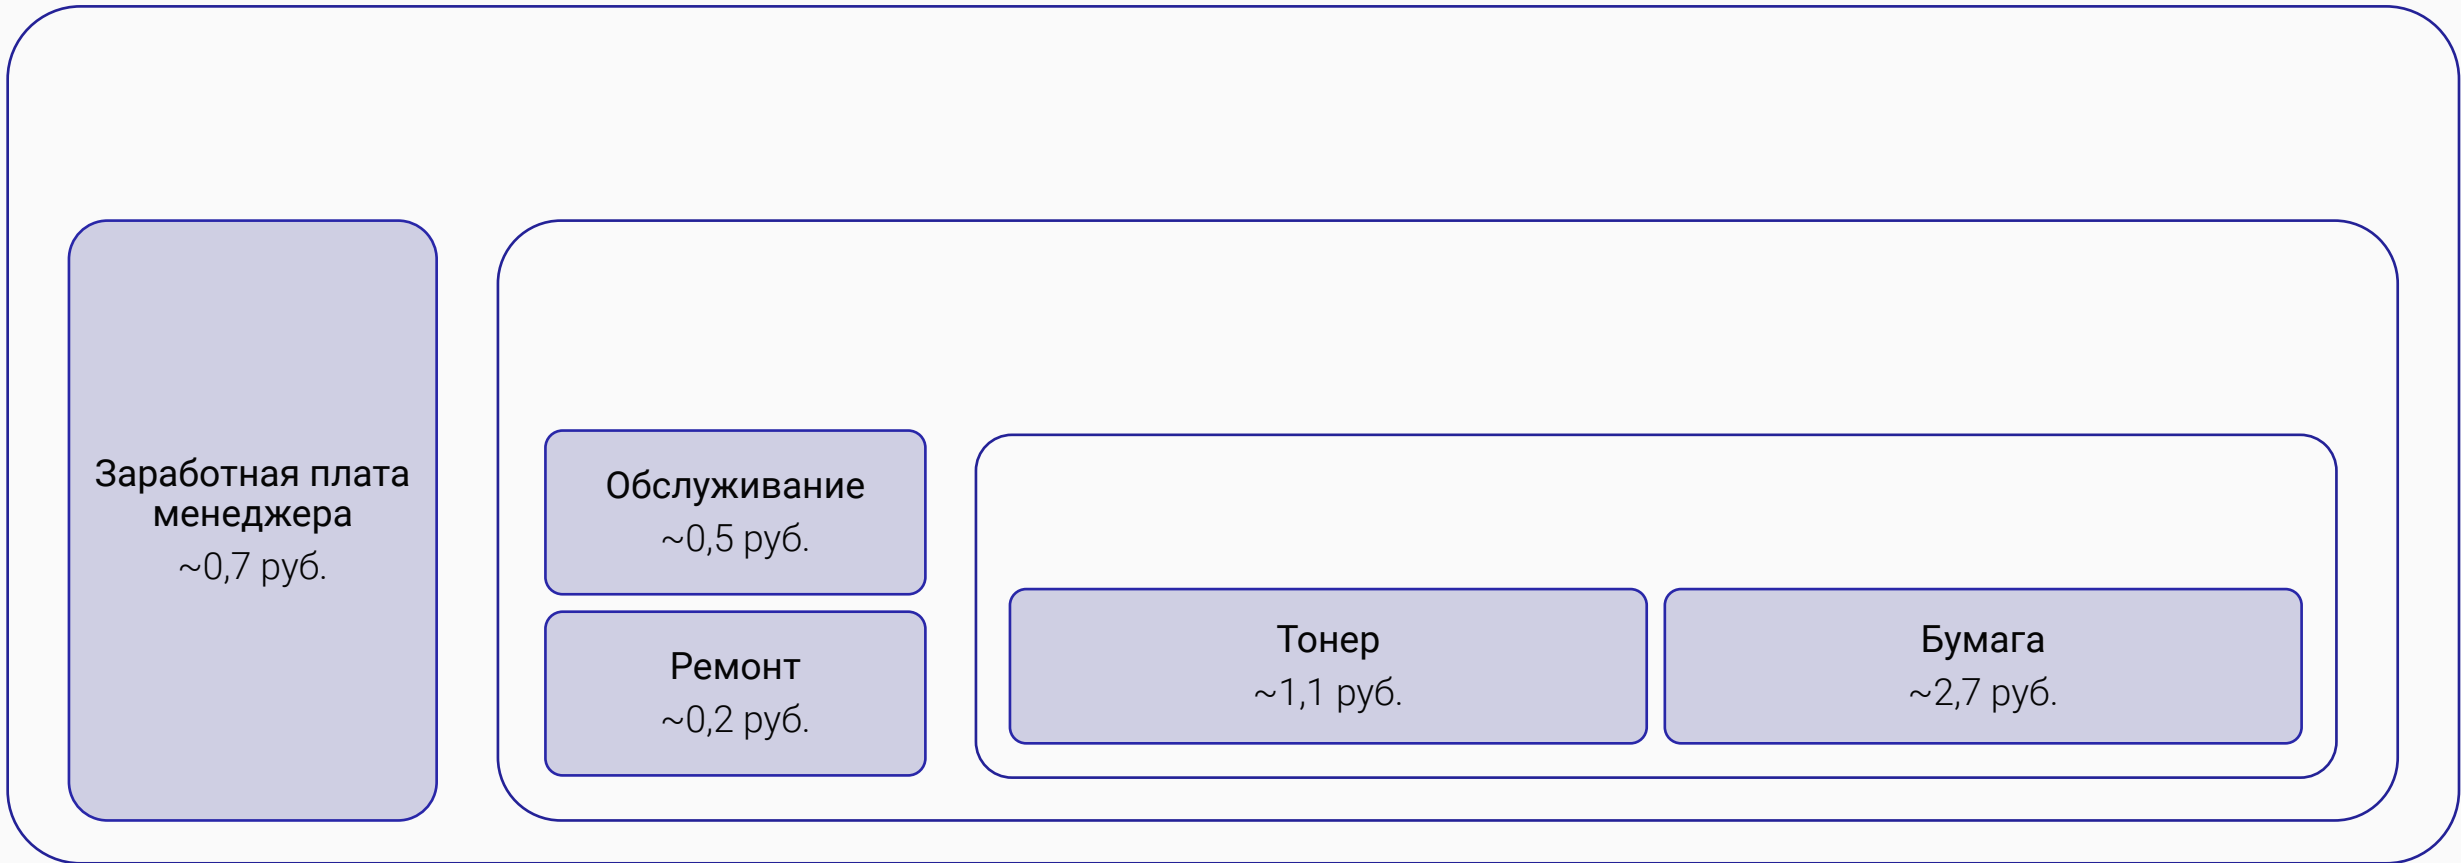 Заработная плата
менеджера
~0,7 руб.
Обслуживание
~0,5 руб.
Ремонт
~0,2 руб.
Тонер
~1,1 руб.
Бумага
~2,7 руб.